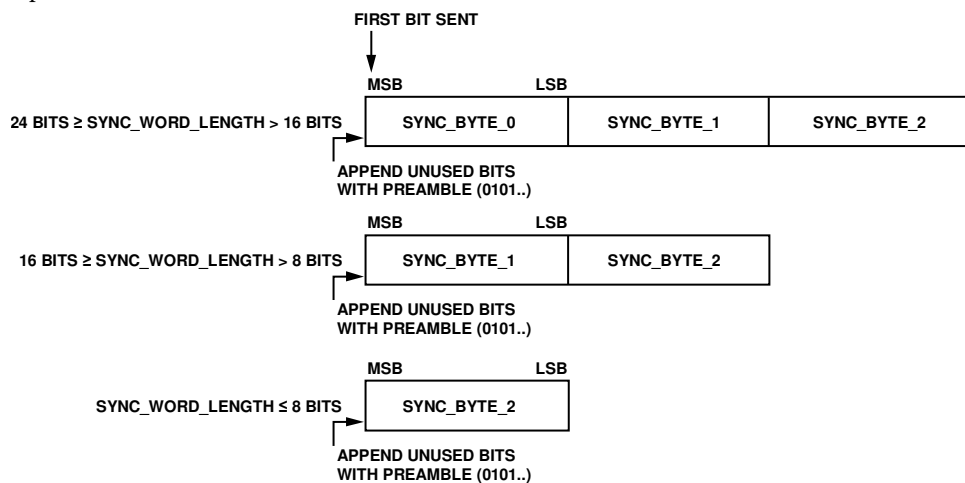 FIRST BIT SENT
MSB LSB
24 BITS ≥ SYNC_WORD_LENGTH > 16 BITS SYNC_BYTE_0 SYNC_BYTE_1 SYNC_BYTE_2
APPEND UNUSED BITS
WITH PREAMBLE (0101..)
MSB LSB
16 BITS ≥ SYNC_WORD_LENGTH > 8 BITS SYNC_BYTE_1 SYNC_BYTE_2
APPEND UNUSED BITS
WITH PREAMBLE (0101..)
MSB LSB
SYNC_WORD_LENGTH ≤ 8 BITS SYNC_BYTE_2
APPEND UNUSED BITS
WITH PREAMBLE (0101..)